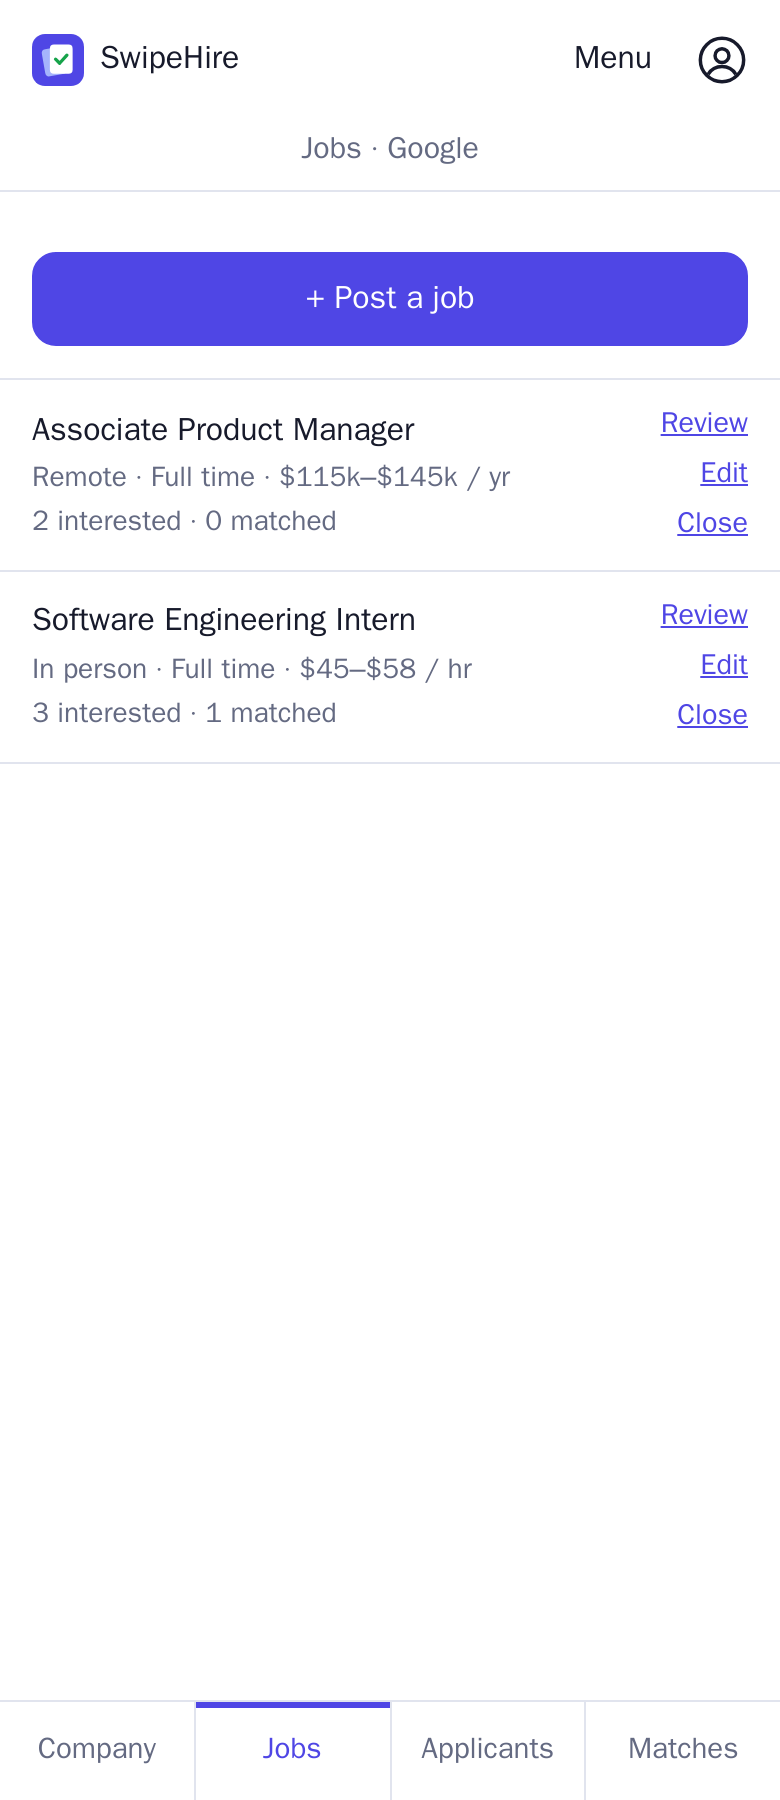 SwipeHire
Menu
Jobs · Google
+ Post a job
Associate Product Manager
Remote · Full time · $115k–$145k / yr
2 interested · 0 matched
Review
Edit
Close
Software Engineering Intern
In person · Full time · $45–$58 / hr
3 interested · 1 matched
Review
Edit
Close
Company
Jobs
Applicants
Matches